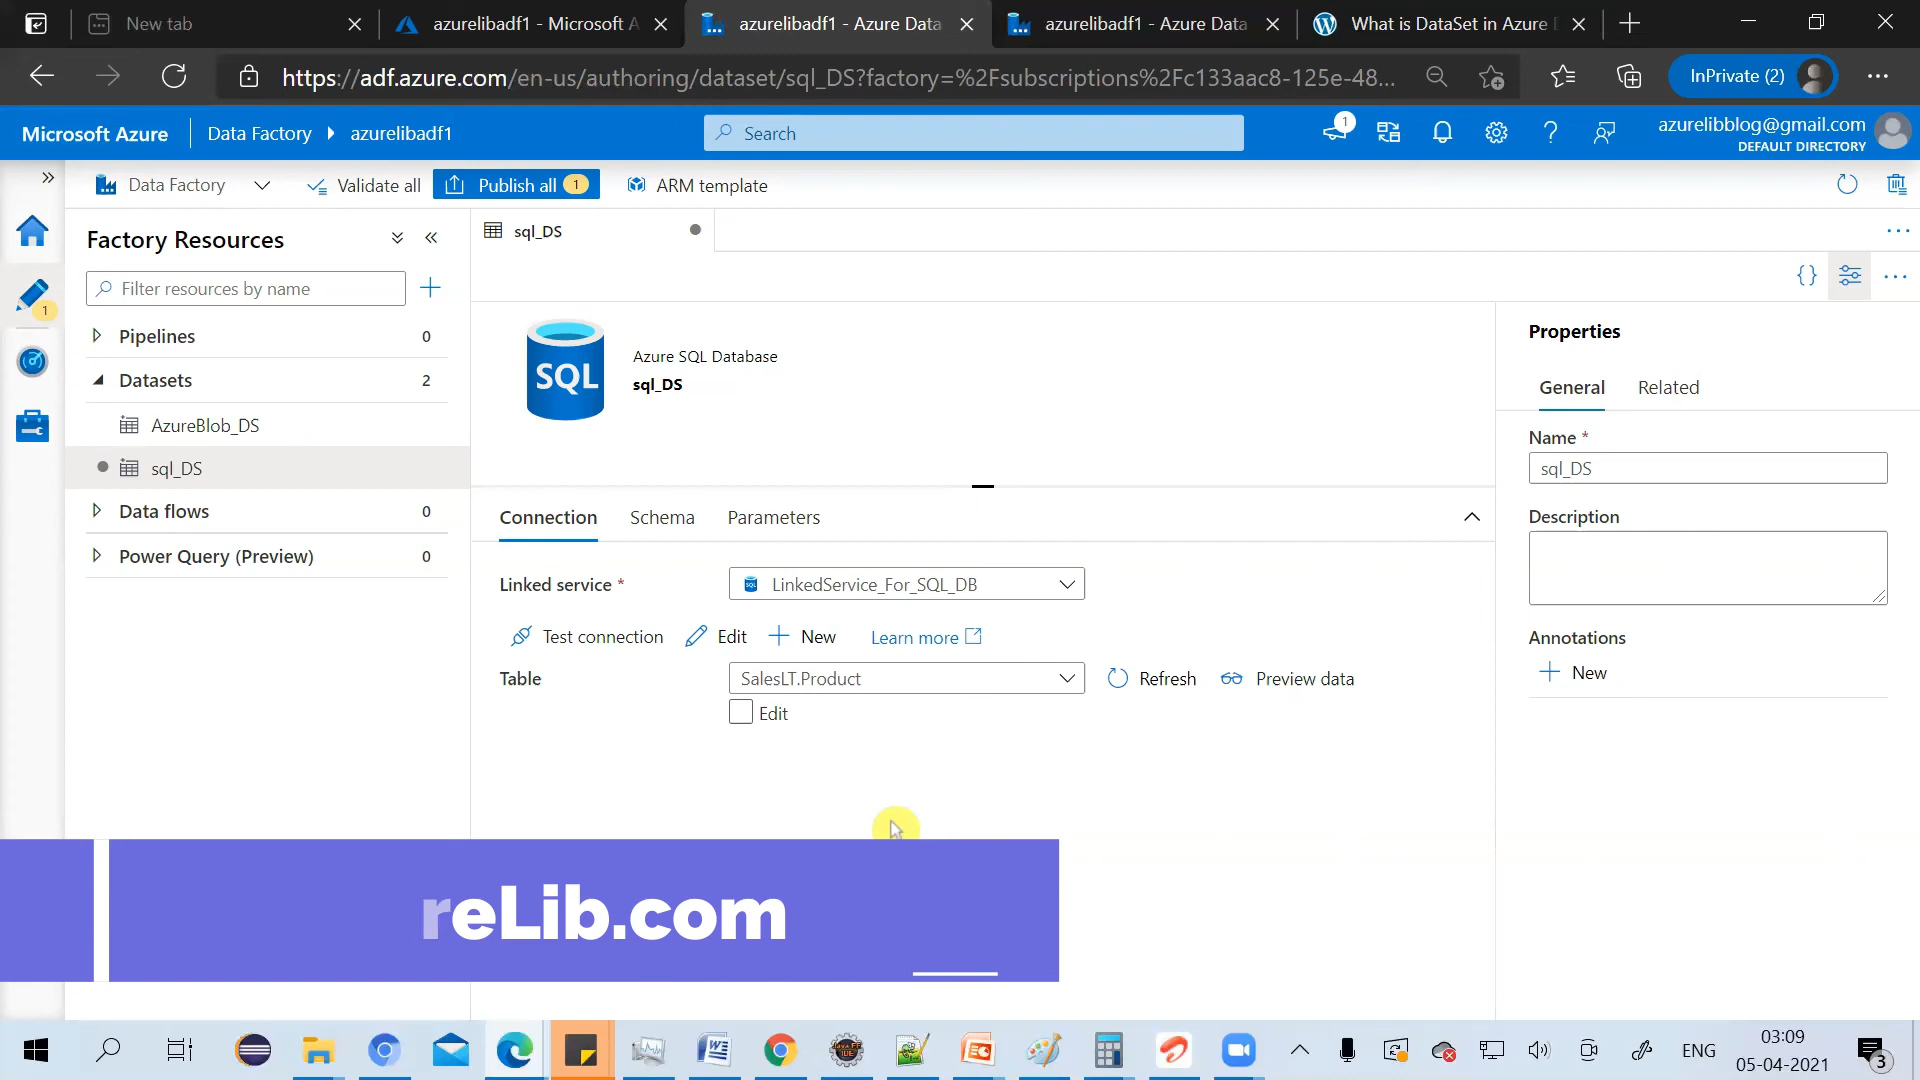 New tab
azurelibadf1 - Microsoft A
azurelibadf1 - Azure Data
azurelibadf1 - Azure Data
What is DataSet in Azure
https://adf.azure.com/en-us/authoring/dataset/sql_DS?factory=%2Fsubscriptions%2Fc133aac8-125e-48...
InPrivate (2)
Microsoft Azure
Data Factory
azurelibadf1
Search
1
azurelibblog@gmail.com
DEFAULT DIRECTORY
Data Factory
Validate all
Publish all 1
ARM template
Factory Resources
sql_DS
Filter resources by name
1
Pipelines 0
Datasets 2
AzureBlob_DS
sql_DS
Data flows 0
Power Query (Preview) 0
SQL
Azure SQL Database
sql_DS
Connection
Schema
Parameters
Linked service *
SQL
LinkedService_For_SQL_DB
Test connection
Edit
New
Learn more
Table
SalesLT.Product
Refresh
Preview data
Edit
Properties
General
Related
Name *
sql_DS
Description
Annotations
New
reLib.com
ENG
03:09
05-04-2021
3